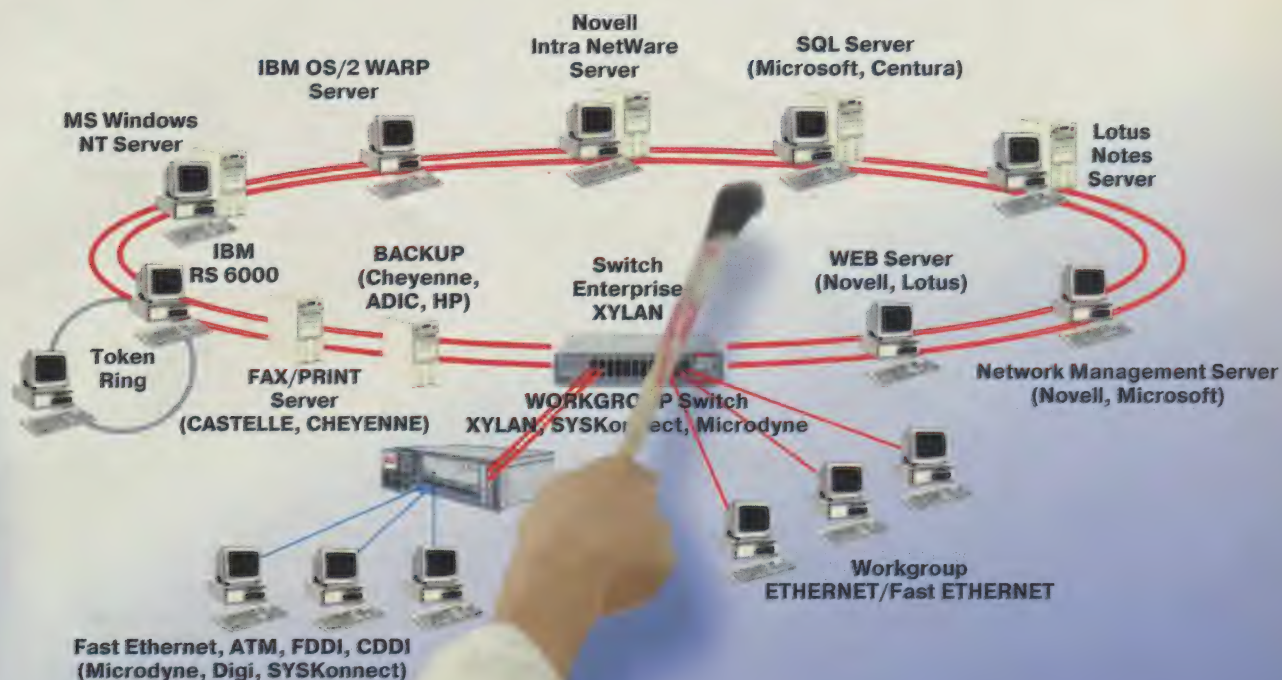 Novell
Intra NetWare
Server
SQL Server
(Microsoft, Centura)
IBM OS/2 WARP
Server
MS Windows
NT Server
Lotus
Notes
Server
IBM
RS 6000
BACKUP
(Cheyenne,
ADIC, HP)
Switch
Enterprise
XYLAN
WEB Server
(Novell, Lotus)
Token
Ring
FAX/PRINT
Server
(CASTELLE, CHEYENNE)
Network Management Server
(Novell, Microsoft)
WORKGROUP Switch
XYLAN, SYSKonnect, Microdyne
Workgroup
ETHERNET/Fast ETHERNET
Fast Ethernet, ATM, FDDI, CDDI
(Microdyne, Digi, SYSKonnect)